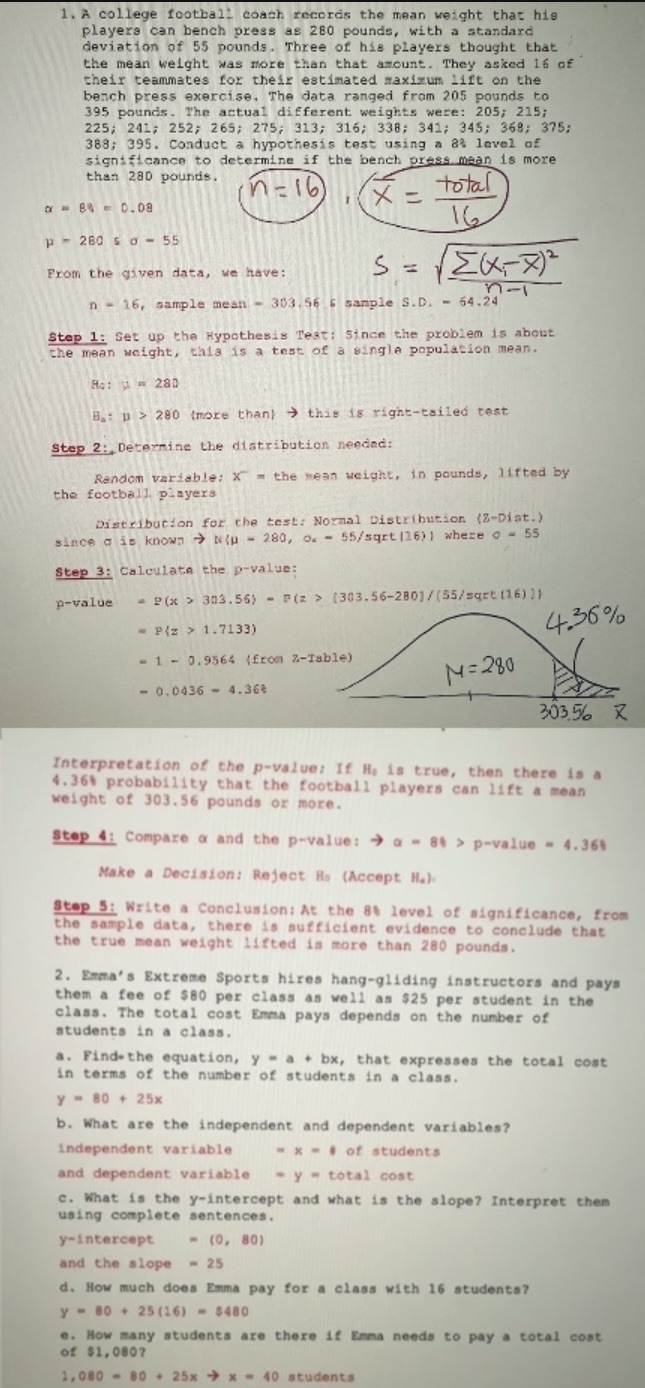 1. A college football coach records the mean weight that his
players can bench press as 280 pounds, with a standard
deviation of 55 pounds. Three of his players thought that
the mean weight was more than that amount. They asked 16 of
their teammates for their estimated maximum lift on the
bench press exercise. The data ranged from 205 pounds to
395 pounds. The actual different weights were: 205; 215;
225; 241; 252; 265; 275; 313; 316; 338; 341; 345; 368; 375;
388; 395. Conduct a hypothesis test using a 8% level of
significance to determine if the bench press mean is more
than 280 pounds.
n=16 , x̅ = total/16
α = 8% = 0.08
μ = 280 & σ = 55
S = √Σ(xᵢ-x̅)²/n-1
From the given data, we have:
n = 16, sample mean = 303.56 & sample S.D. = 64.24
Step 1: Set up the Hypothesis Test: Since the problem is about
the mean weight, this is a test of a single population mean.
H₀: μ = 280
Hₐ: μ > 280 (more than) → this is right-tailed test
Step 2: Determine the distribution needed:
Random variable: X‾ = the mean weight, in pounds, lifted by
the football players
Distribution for the test: Normal Distribution (Z-Dist.)
since σ is known → N(μ = 280, σₓ = 55/sqrt(16)) where σ = 55
Step 3: Calculate the p-value:
p-value = P(x > 303.56) = P(z > [303.56-280]/(55/sqrt(16)))
= P(z > 1.7133)
= 1 - 0.9564 (from Z-Table)
= 0.0436 = 4.36%
4.36%
M=280
303.56 x̅
Interpretation of the p-value: If H₀ is true, then there is a
4.36% probability that the football players can lift a mean
weight of 303.56 pounds or more.
Step 4: Compare α and the p-value: → α = 8% > p-value = 4.36%
Make a Decision: Reject H₀ (Accept Hₐ).
Step 5: Write a Conclusion: At the 8% level of significance, from
the sample data, there is sufficient evidence to conclude that
the true mean weight lifted is more than 280 pounds.
2. Emma's Extreme Sports hires hang-gliding instructors and pays
them a fee of $80 per class as well as $25 per student in the
class. The total cost Emma pays depends on the number of
students in a class.
a. Find the equation, y = a + bx, that expresses the total cost
in terms of the number of students in a class.
y = 80 + 25x
b. What are the independent and dependent variables?
independent variable = x = # of students
and dependent variable = y = total cost
c. What is the y-intercept and what is the slope? Interpret them
using complete sentences.
y-intercept = (0, 80)
and the slope = 25
d. How much does Emma pay for a class with 16 students?
y = 80 + 25(16) = $480
e. How many students are there if Emma needs to pay a total cost
of $1,080?
1,080 = 80 + 25x → x = 40 students